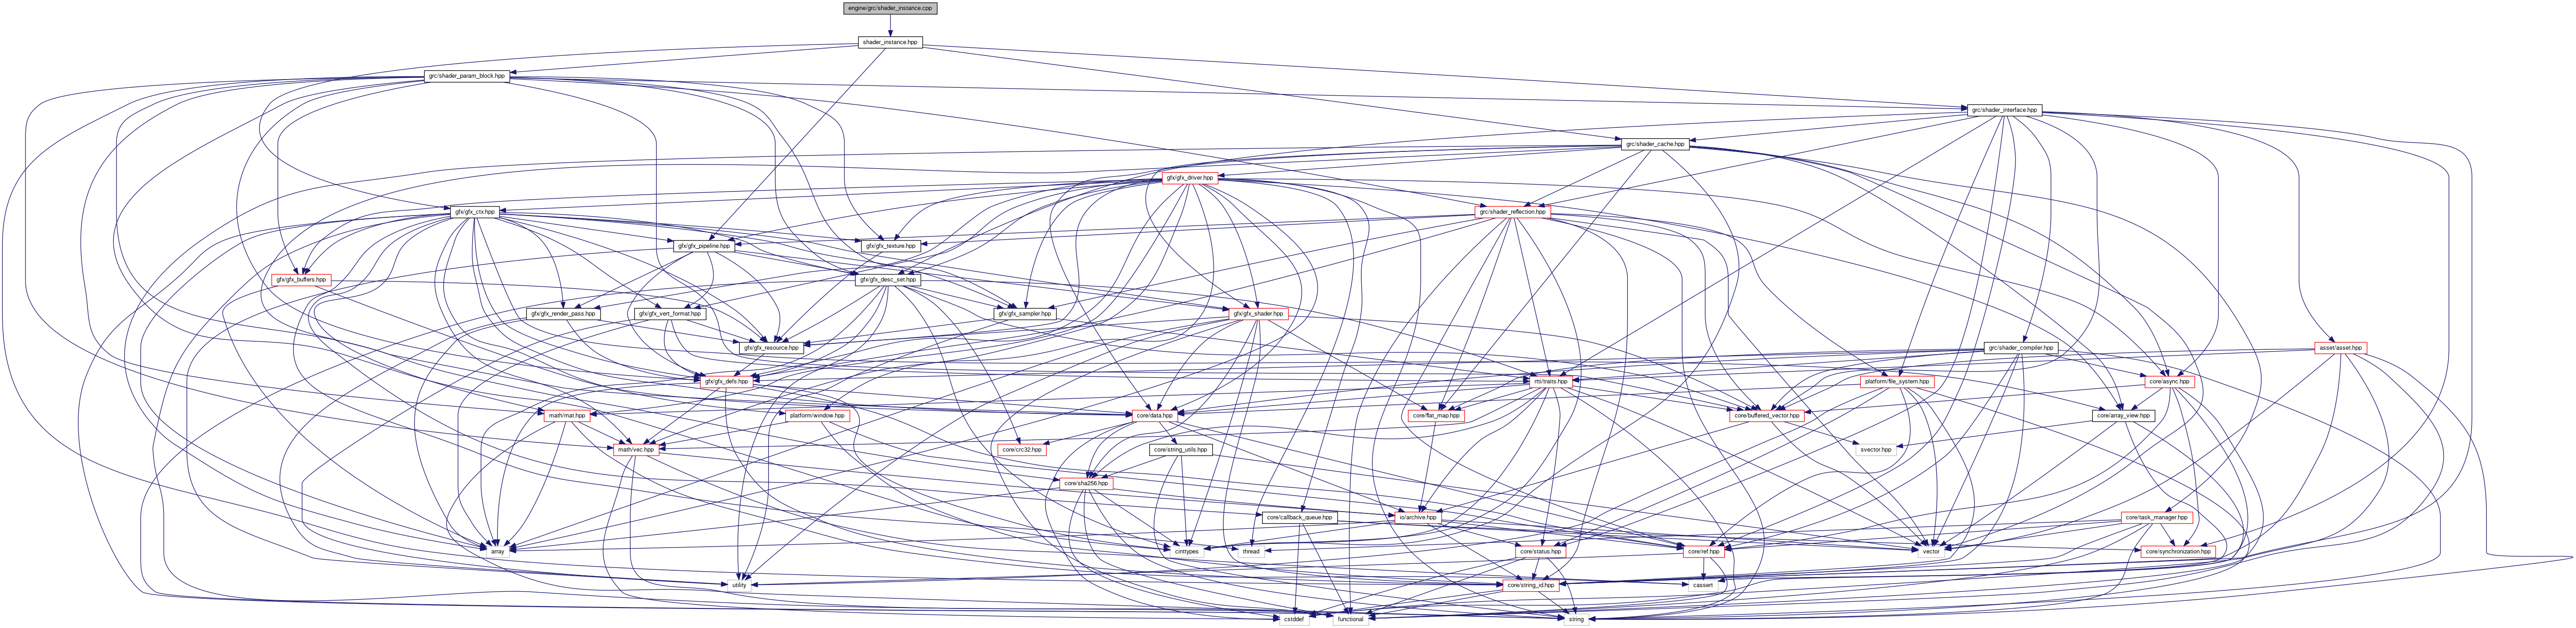 engine/grc/shader_instance.cpp
shader_instance.hpp
grc/shader_param_block.hpp
grc/shader_interface.hpp
grc/shader_cache.hpp
gfx/gfx_driver.hpp
gfx/gfx_ctx.hpp
grc/shader_reflection.hpp
gfx/gfx_pipeline.hpp
gfx/gfx_texture.hpp
gfx/gfx_buffers.hpp
gfx/gfx_desc_set.hpp
gfx/gfx_render_pass.hpp
gfx/gfx_vert_format.hpp
gfx/gfx_sampler.hpp
gfx/gfx_shader.hpp
gfx/gfx_resource.hpp
grc/shader_compiler.hpp
asset/asset.hpp
gfx/gfx_defs.hpp
rtti/traits.hpp
platform/file_system.hpp
core/async.hpp
math/mat.hpp
platform/window.hpp
core/data.hpp
core/flat_map.hpp
core/buffered_vector.hpp
core/array_view.hpp
math/vec.hpp
core/crc32.hpp
core/string_utils.hpp
svector.hpp
core/sha256.hpp
core/callback_queue.hpp
io/archive.hpp
core/task_manager.hpp
array
cinttypes
thread
core/status.hpp
core/ref.hpp
vector
core/synchronization.hpp
utility
core/string_id.hpp
cassert
cstddef
functional
string